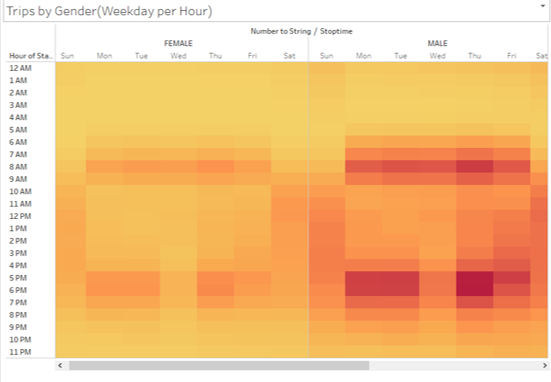 Trips by Gender(Weekday per Hour)
Number to String / Stoptime
FEMALE MALE
Hour of Sta.. Sun Mon Tue Wed Thu Fri Sat Sun Mon Tue Wed Thu Fri Sat
12 AM
1 AM
2 AM
3 AM
4 AM
5 AM
6 AM
7 AM
8 AM
9 AM
10 AM
11 AM
12 PM
1 PM
2 PM
3 PM
4 PM
5 PM
6 PM
7 PM
8 PM
9 PM
10 PM
11 PM